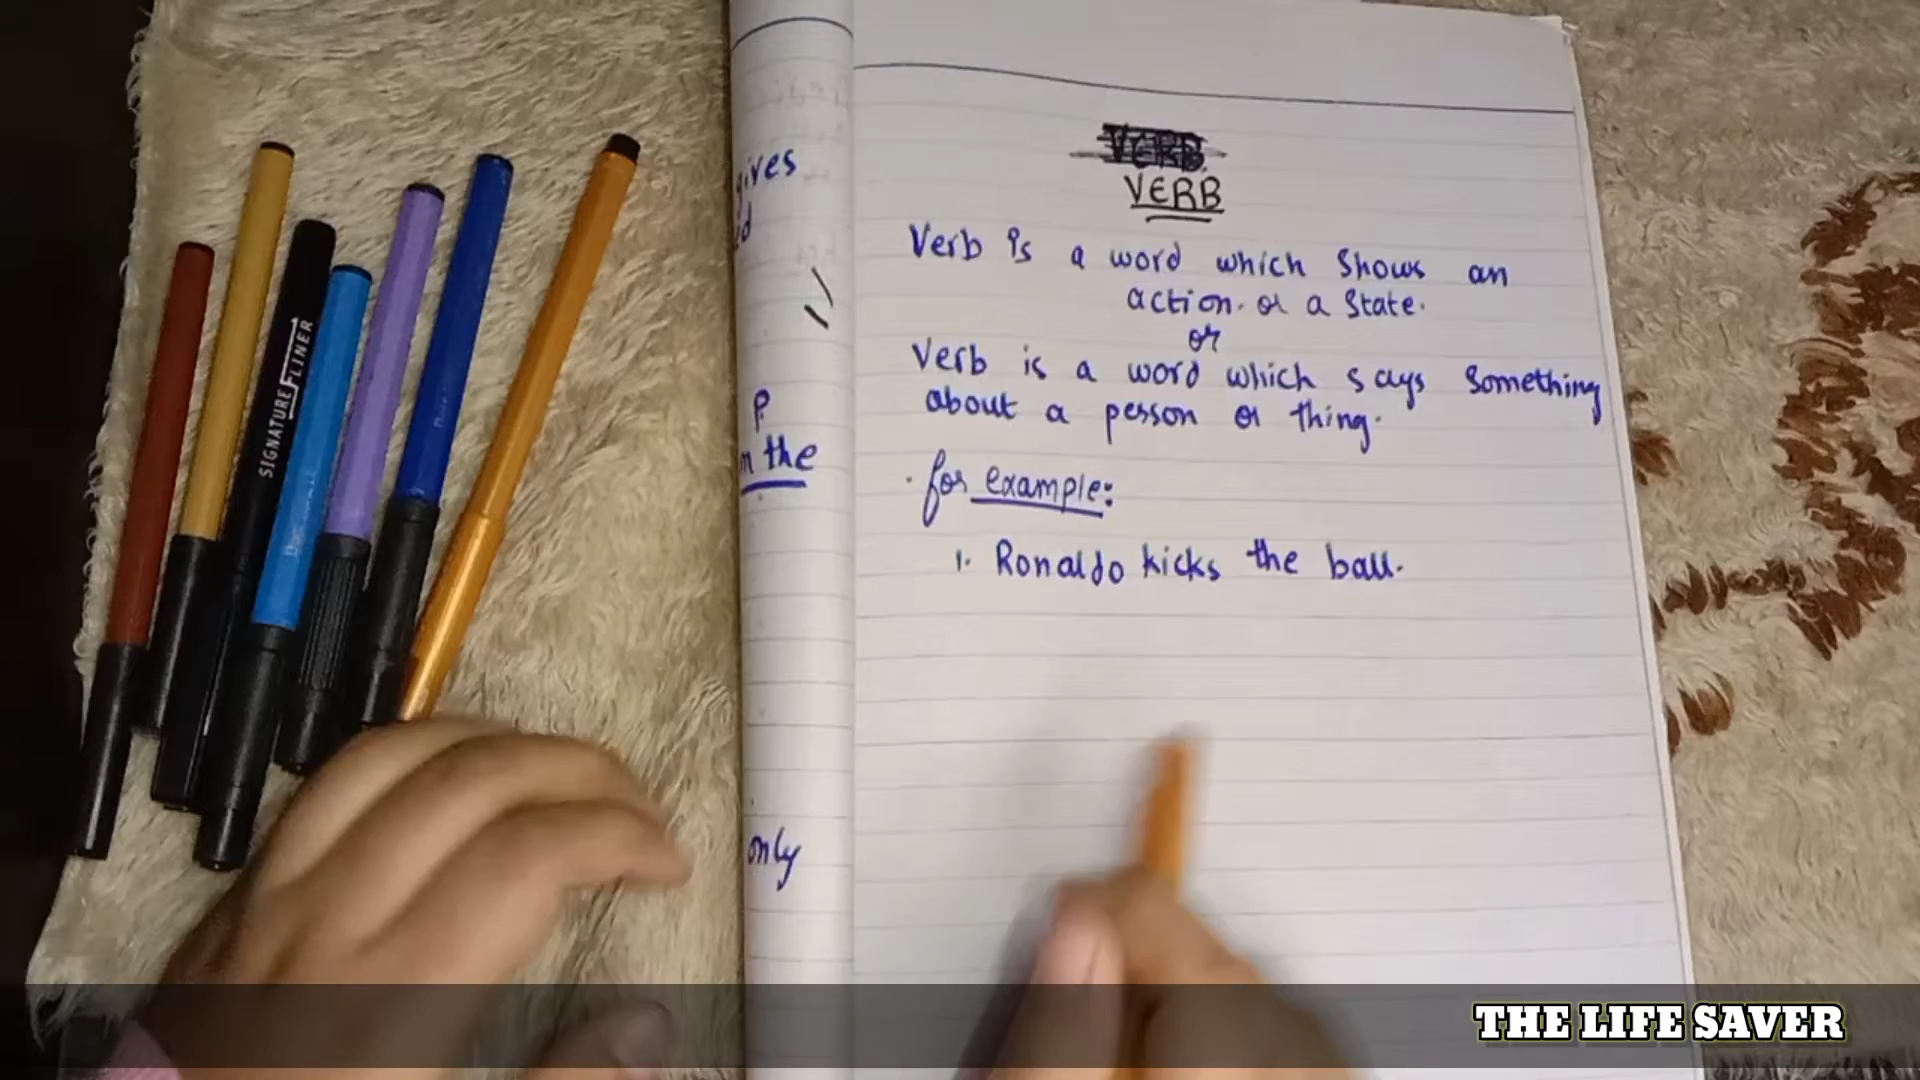 gives
P.
the
only
VERB
VERB
Verb is a word which shows an
action. or a state.
or
Verb is a word which says something
about a person or thing.
. for example:
1. Ronaldo kicks the ball.
SIGNATURE FLINER
THE LIFE SAVER